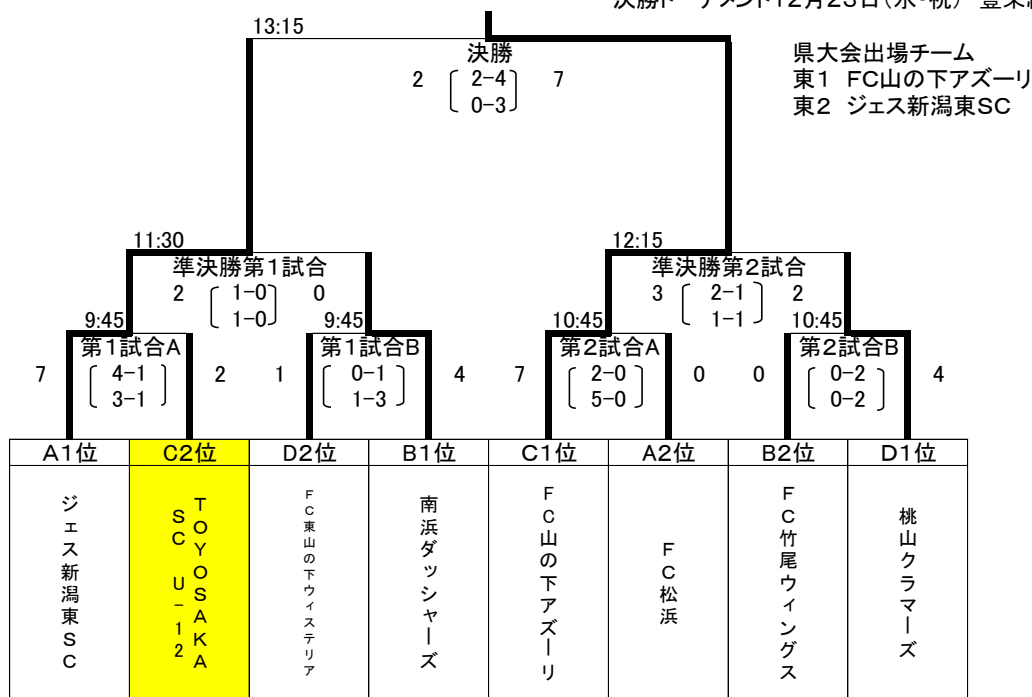 決勝トーナメント12月23日(水・祝)
13:15
決勝
2 2-4 7
0-3
県大会出場チーム
東1 FC山の下アズーリ
東2 ジェス新潟東SC
11:30
準決勝第1試合
2 1-0 0
1-0
12:15
準決勝第2試合
3 2-1 2
1-1
9:45
第1試合A
7 4-1 2
3-1
9:45
第1試合B
1 0-1 4
1-3
10:45
第2試合A
7 2-0 0
5-0
10:45
第2試合B
0 0-2 4
0-2
A1位 C2位 D2位 B1位 C1位 A2位 B2位 D1位
ジェス新潟東SC
TOYOSAKA
SC U-12
FC東山の下ウィステリア
南浜ダッシャーズ
FC山の下アズーリ
FC松浜
FC竹尾ウィングス
桃山クラマーズ